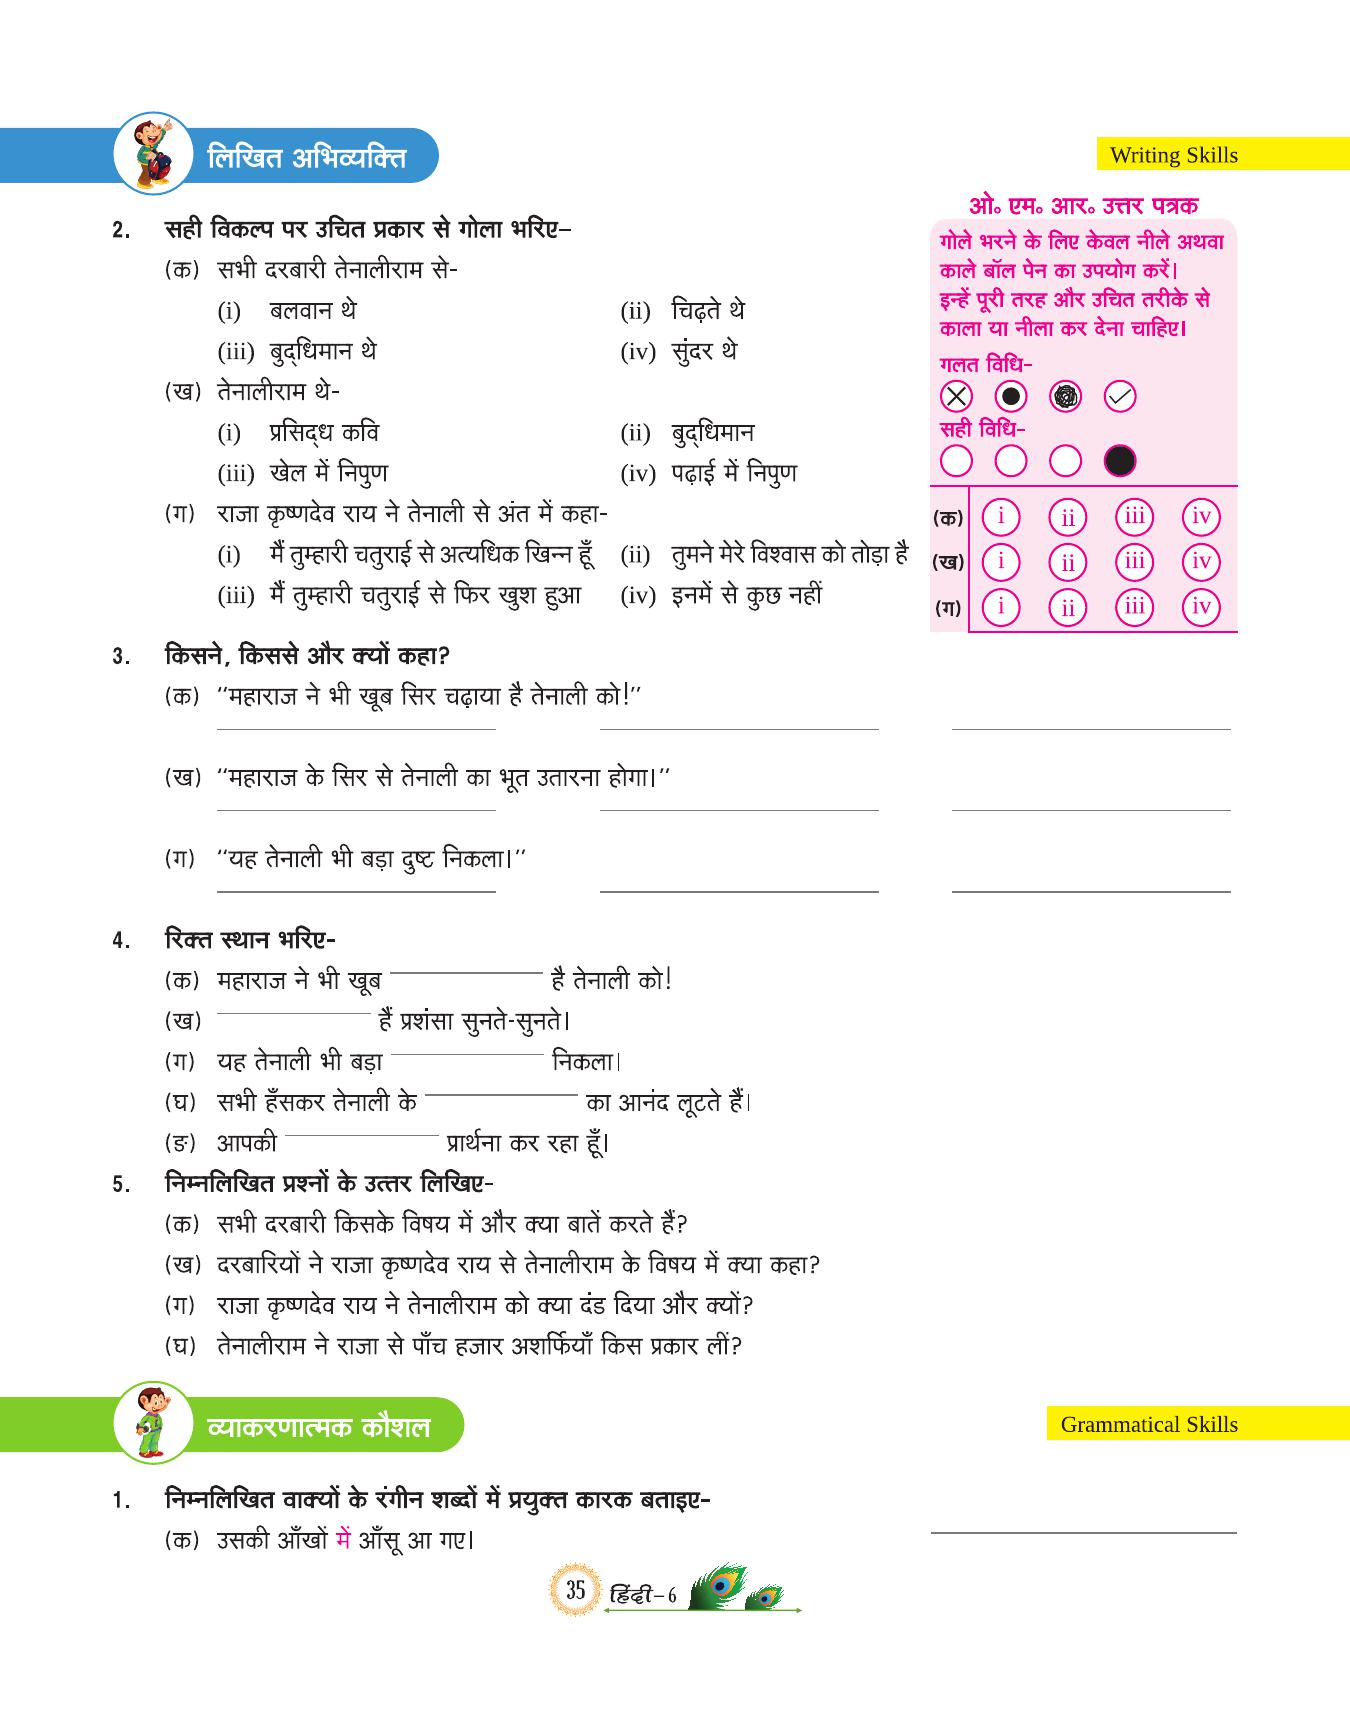 लिखित अभिव्यक्ति
Writing Skills
2. सही विकल्प पर उचित प्रकार से गोला भरिए–
(क) सभी दरबारी तेनालीराम से-
(i) बलवान थे (ii) चिढ़ते थे
(iii) बुद्धिमान थे (iv) सुंदर थे
(ख) तेनालीराम थे-
(i) प्रसिद्ध कवि (ii) बुद्धिमान
(iii) खेल में निपुण (iv) पढ़ाई में निपुण
(ग) राजा कृष्णदेव राय ने तेनाली से अंत में कहा-
(i) मैं तुम्हारी चतुराई से अत्यधिक खिन्न हूँ (ii) तुमने मेरे विश्वास को तोड़ा है
(iii) मैं तुम्हारी चतुराई से फिर खुश हुआ (iv) इनमें से कुछ नहीं
ओ॰ एम॰ आर॰ उत्तर पत्रक
गोले भरने के लिए केवल नीले अथवा
काले बॉल पेन का उपयोग करें।
इन्हें पूरी तरह और उचित तरीके से
काला या नीला कर देना चाहिए।
गलत विधि–
सही विधि–
(क) i ii iii iv
(ख) i ii iii iv
(ग) i ii iii iv
3. किसने, किससे और क्यों कहा?
(क) ‘‘महाराज ने भी खूब सिर चढ़ाया है तेनाली को!’’
(ख) ‘‘महाराज के सिर से तेनाली का भूत उतारना होगा।’’
(ग) ‘‘यह तेनाली भी बड़ा दुष्ट निकला।’’
4. रिक्त स्थान भरिए-
(क) महाराज ने भी खूब ____________ है तेनाली को!
(ख) ____________ हैं प्रशंसा सुनते-सुनते।
(ग) यह तेनाली भी बड़ा ____________ निकला।
(घ) सभी हँसकर तेनाली के ____________ का आनंद लूटते हैं।
(ङ) आपकी ____________ प्रार्थना कर रहा हूँ।
5. निम्नलिखित प्रश्नों के उत्तर लिखिए-
(क) सभी दरबारी किसके विषय में और क्या बातें करते हैं?
(ख) दरबारियों ने राजा कृष्णदेव राय से तेनालीराम के विषय में क्या कहा?
(ग) राजा कृष्णदेव राय ने तेनालीराम को क्या दंड दिया और क्यों?
(घ) तेनालीराम ने राजा से पाँच हजार अशर्फियाँ किस प्रकार लीं?
व्याकरणात्मक कौशल
Grammatical Skills
1. निम्नलिखित वाक्यों के रंगीन शब्दों में प्रयुक्त कारक बताइए-
(क) उसकी आँखों में आँसू आ गए।
35 हिंदी–6